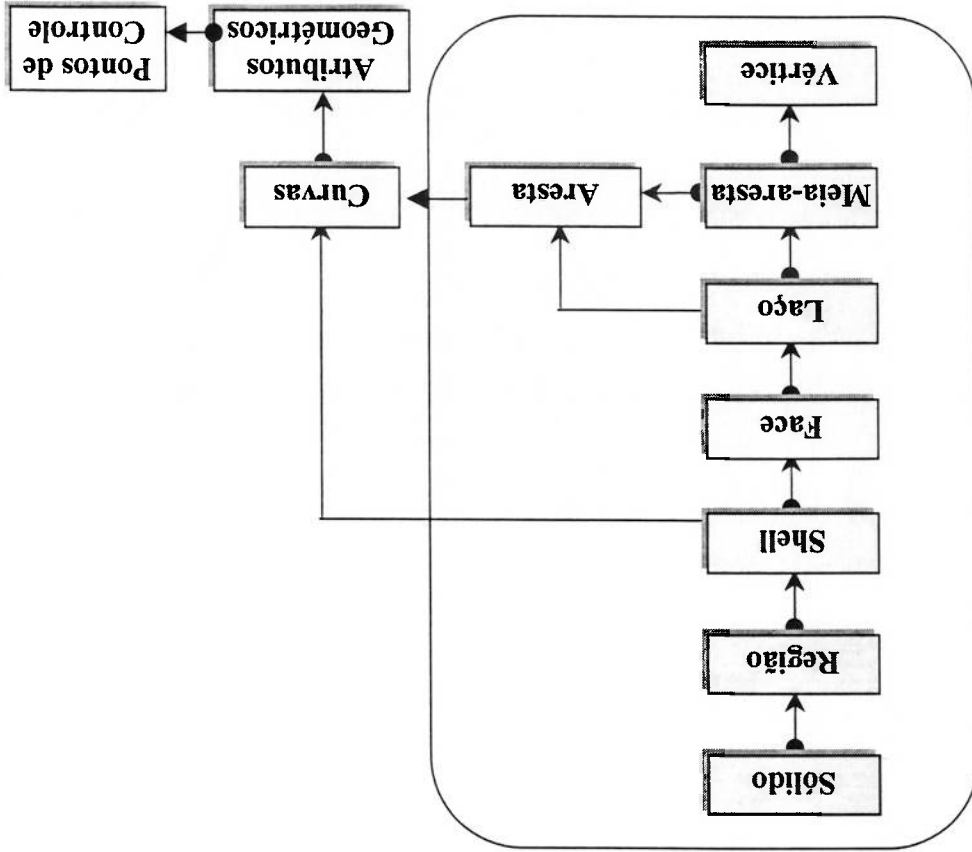 Sólido
Região
Shell
Face
Laço
Meia-aresta
Aresta
Curvas
Vértice
Atributos
Geométricos
Pontos de
Controle